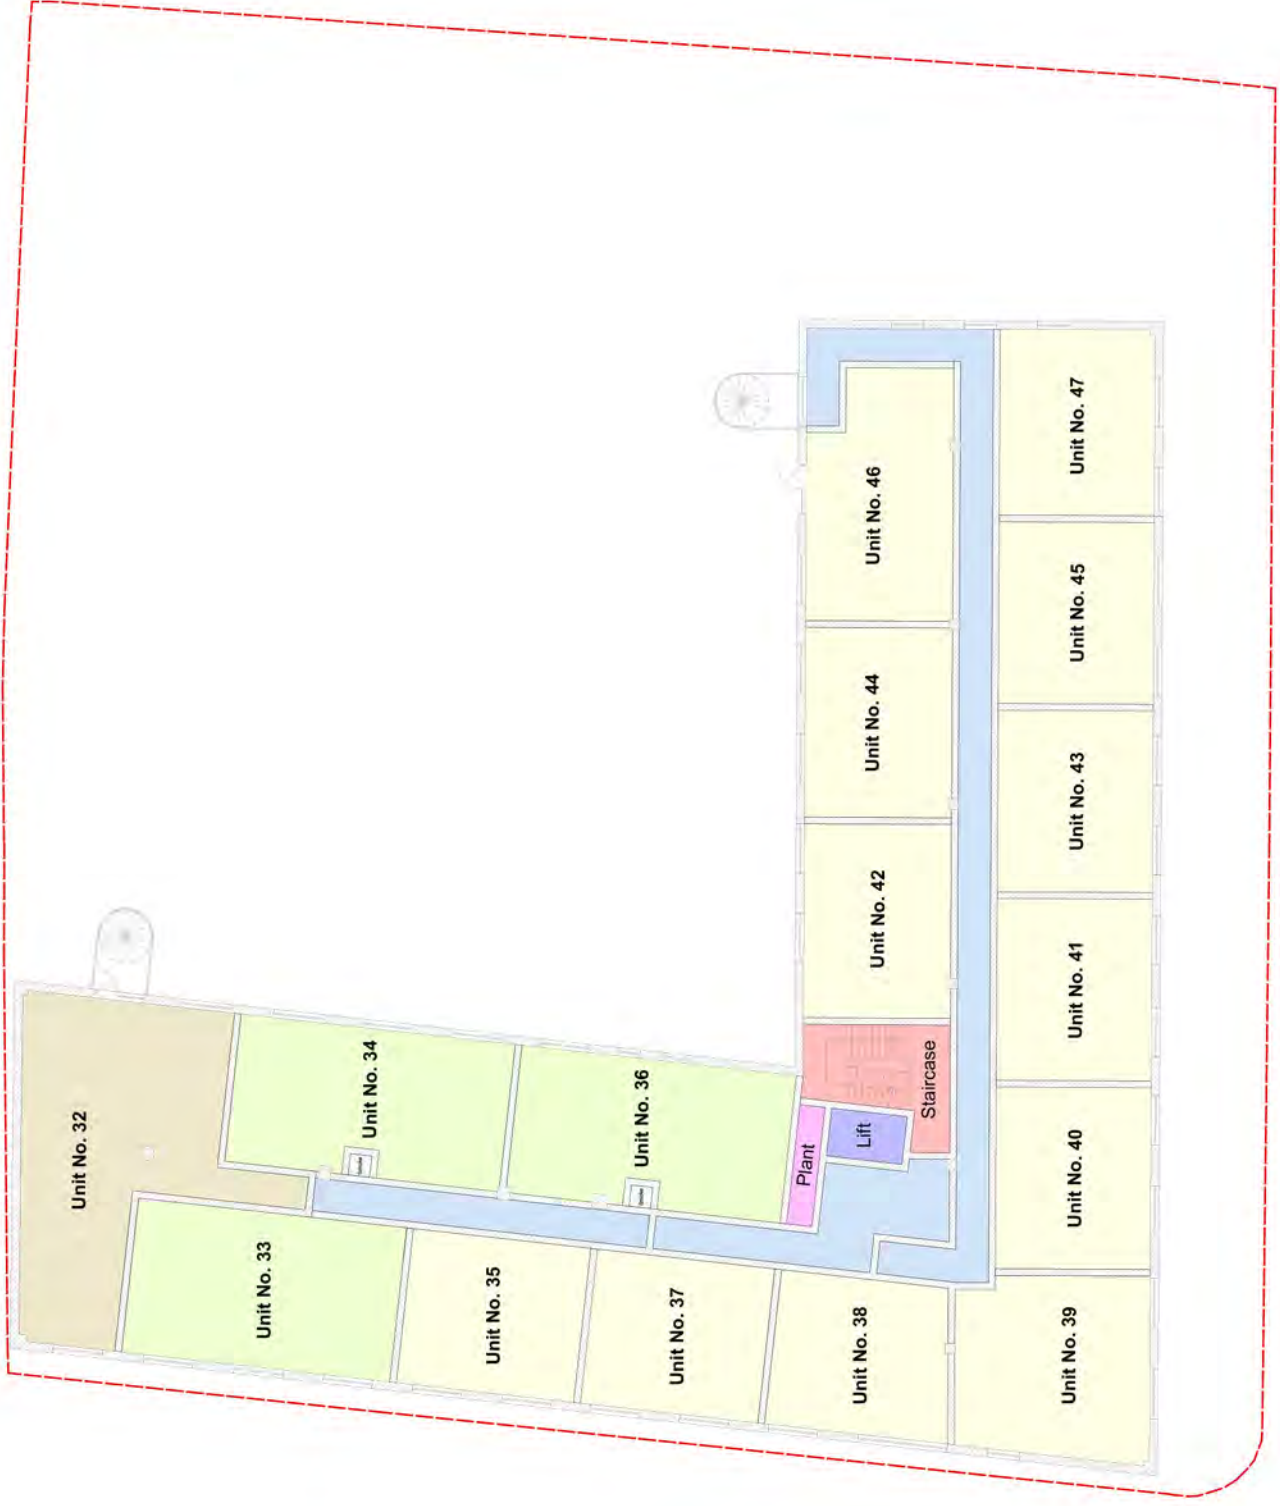 Unit No. 32
Unit No. 33
Unit No. 34
Unit No. 35
Unit No. 36
Unit No. 37
Unit No. 38
Unit No. 39
Unit No. 40
Unit No. 41
Unit No. 42
Unit No. 43
Unit No. 44
Unit No. 45
Unit No. 46
Unit No. 47
Plant
Lift
Staircase